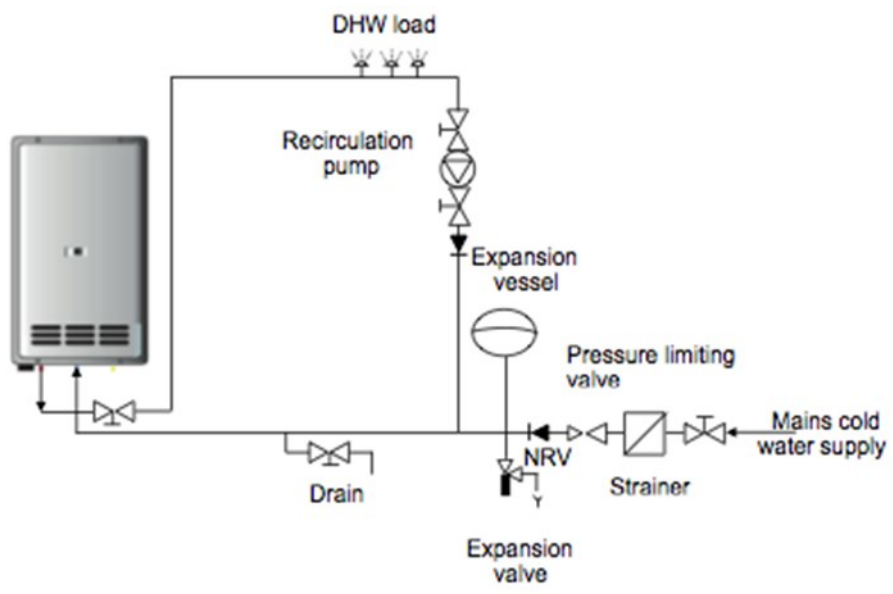 DHW load
Recirculation
pump
Expansion
vessel
Pressure limiting
valve
Mains cold
water supply
NRV
Strainer
Drain
Expansion
valve